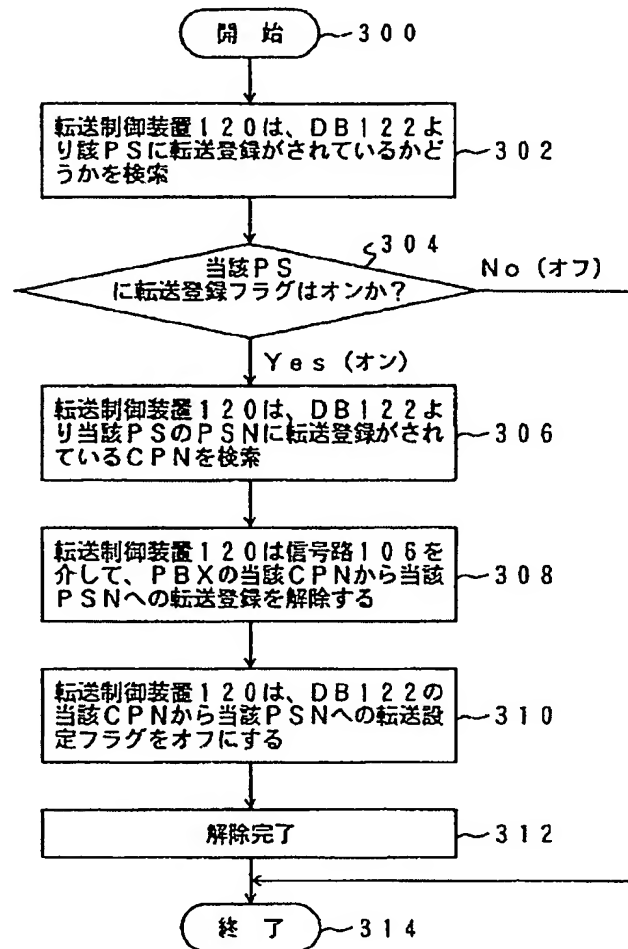 開 始 300
転送制御装置120は、DB122よ
り該PSに転送登録がされているかど
うかを検索
302
304
当該PS
に転送登録フラグはオンか?
No(オフ)
Yes(オン)
転送制御装置120は、DB122よ
り当該PSのPSNに転送登録がされ
ているCPNを検索
306
転送制御装置120は信号路106を
介して、PBXの当該CPNから当該
PSNへの転送登録を解除する
308
転送制御装置120は、DB122の
当該CPNから当該PSNへの転送設
定フラグをオフにする
310
解除完了 312
終 了 314